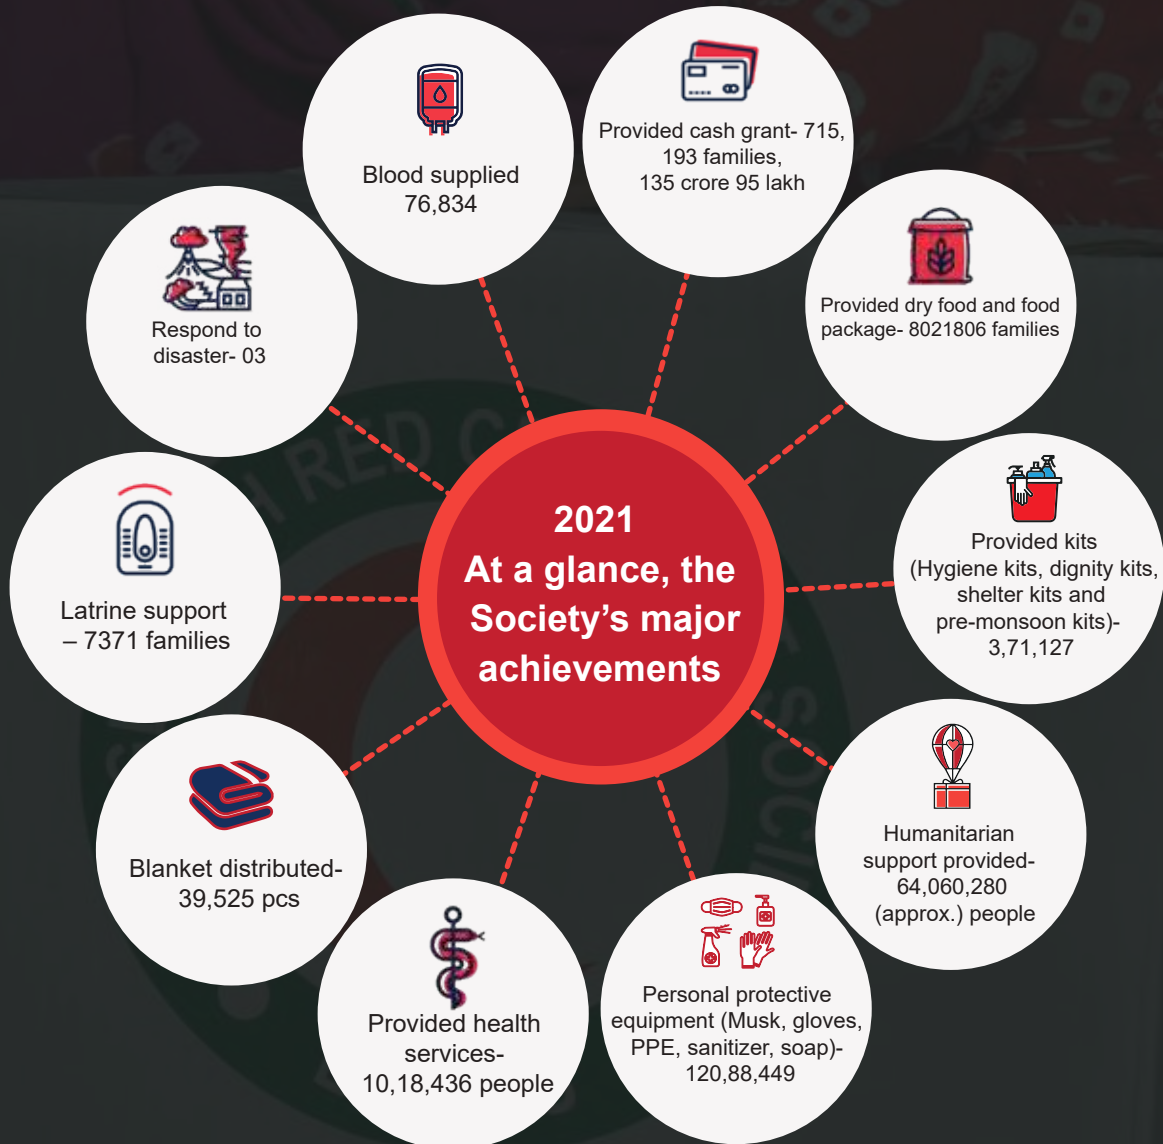 2021
At a glance, the
Society’s major
achievements
Blood supplied
76,834
Provided cash grant- 715,
193 families,
135 crore 95 lakh
Provided dry food and food
package- 8021806 families
Provided kits
(Hygiene kits, dignity kits,
shelter kits and
pre-monsoon kits)-
3,71,127
Humanitarian
support provided-
64,060,280
(approx.) people
Personal protective
equipment (Musk, gloves,
PPE, sanitizer, soap)-
120,88,449
Provided health
services-
10,18,436 people
Blanket distributed-
39,525 pcs
Latrine support
– 7371 families
Respond to
disaster- 03
RED